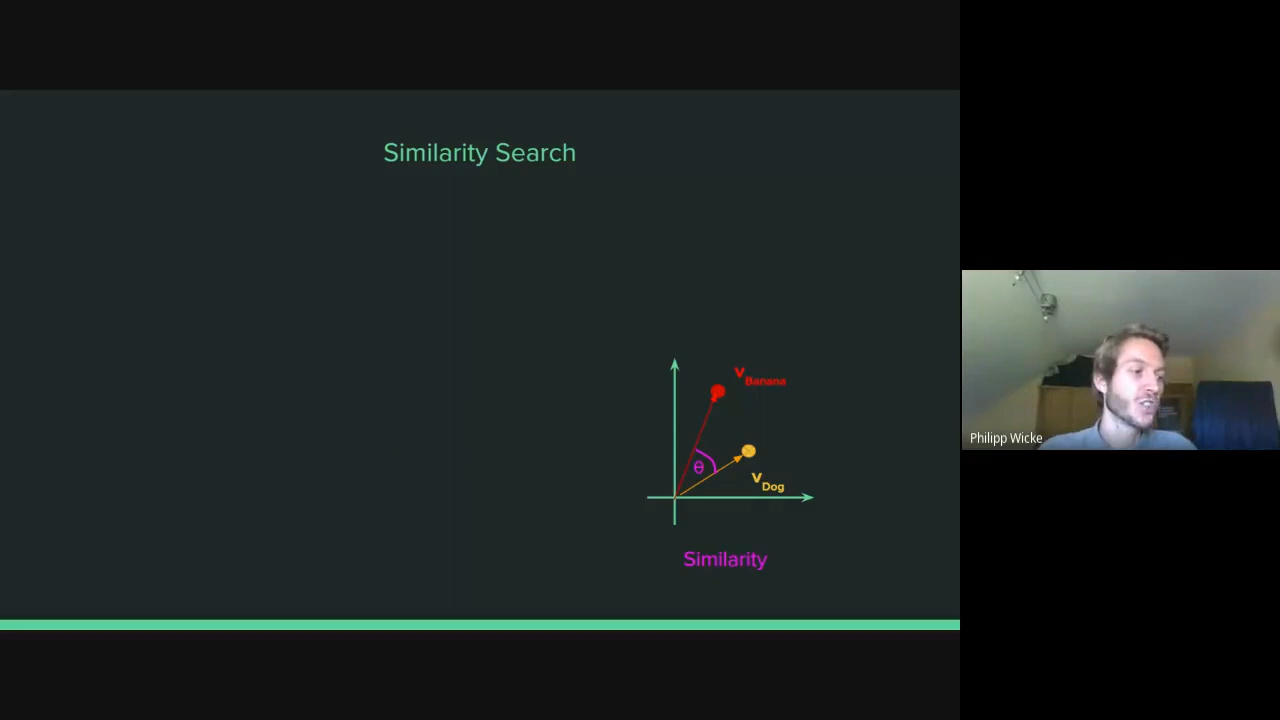 Similarity Search
V Banana
θ
V Dog
Similarity
Philipp Wicke